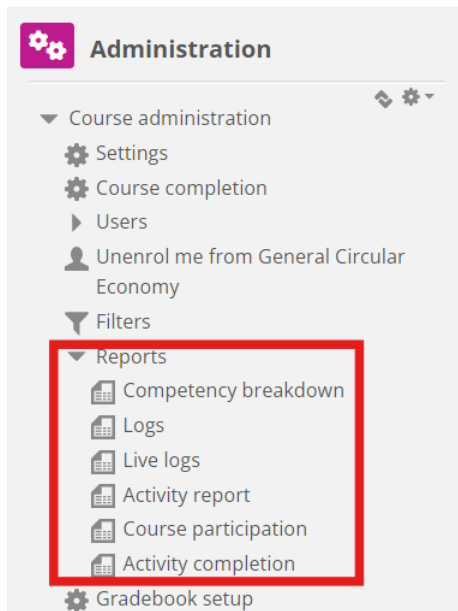 Administration
Course administration
Settings
Course completion
Users
Unenrol me from General Circular
Economy
Filters
Reports
Competency breakdown
Logs
Live logs
Activity report
Course participation
Activity completion
Gradebook setup